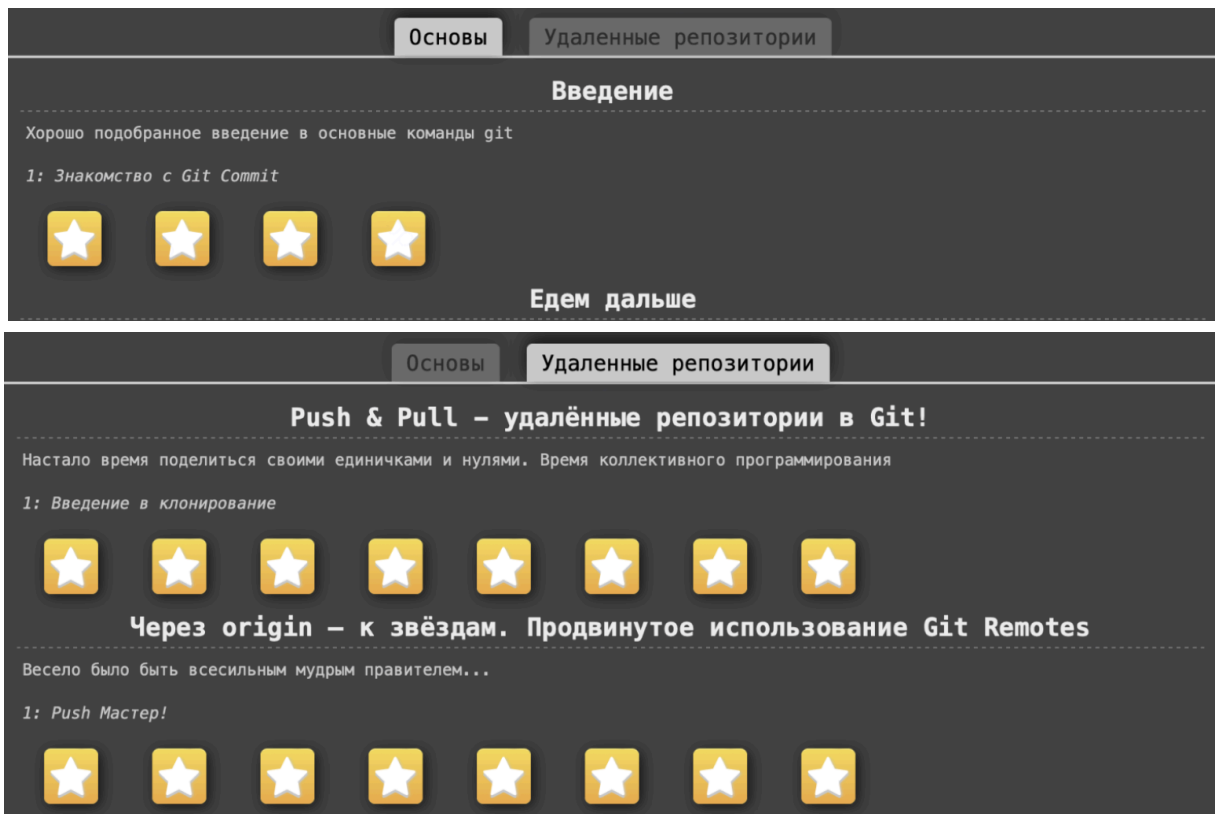 Основы Удаленные репозитории
Введение
Хорошо подобранное введение в основные команды git
1: Знакомство с Git Commit
Едем дальше
Основы Удаленные репозитории
Push & Pull – удалённые репозитории в Git!
Настало время поделиться своими единичками и нулями. Время коллективного программирования
1: Введение в клонирование
Через origin – к звёздам. Продвинутое использование Git Remotes
Весело было быть всесильным мудрым правителем...
1: Push Мастер!